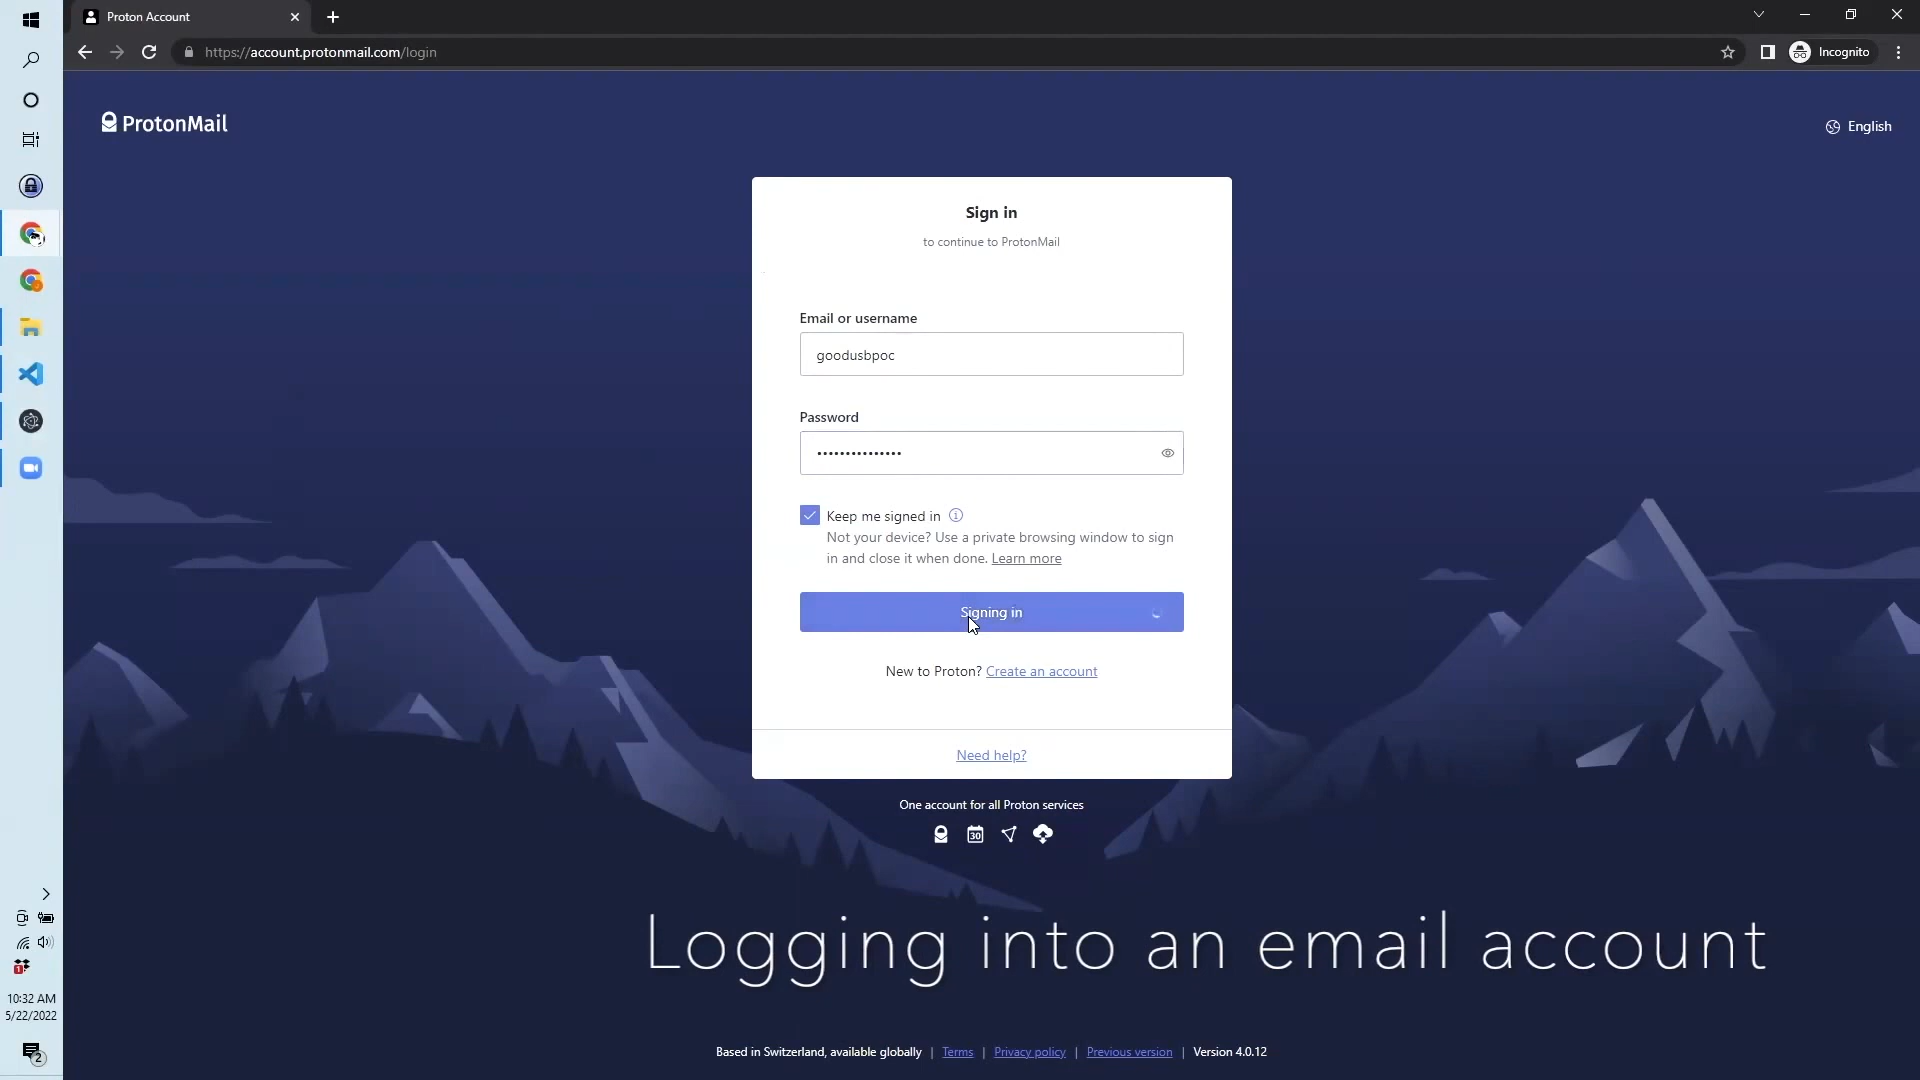 Proton Account
https://account.protonmail.com/login
Incognito
ProtonMail
English
Sign in
to continue to ProtonMail
Email or username
goodusbpoc
Password
•••••••••••••••
Keep me signed in
Not your device? Use a private browsing window to sign
in and close it when done. Learn more
Signing in
New to Proton? Create an account
Need help?
One account for all Proton services
30
Logging into an email account
1
10:32 AM
5/22/2022
2
Based in Switzerland, available globally | Terms | Privacy policy | Previous version | Version 4.0.12